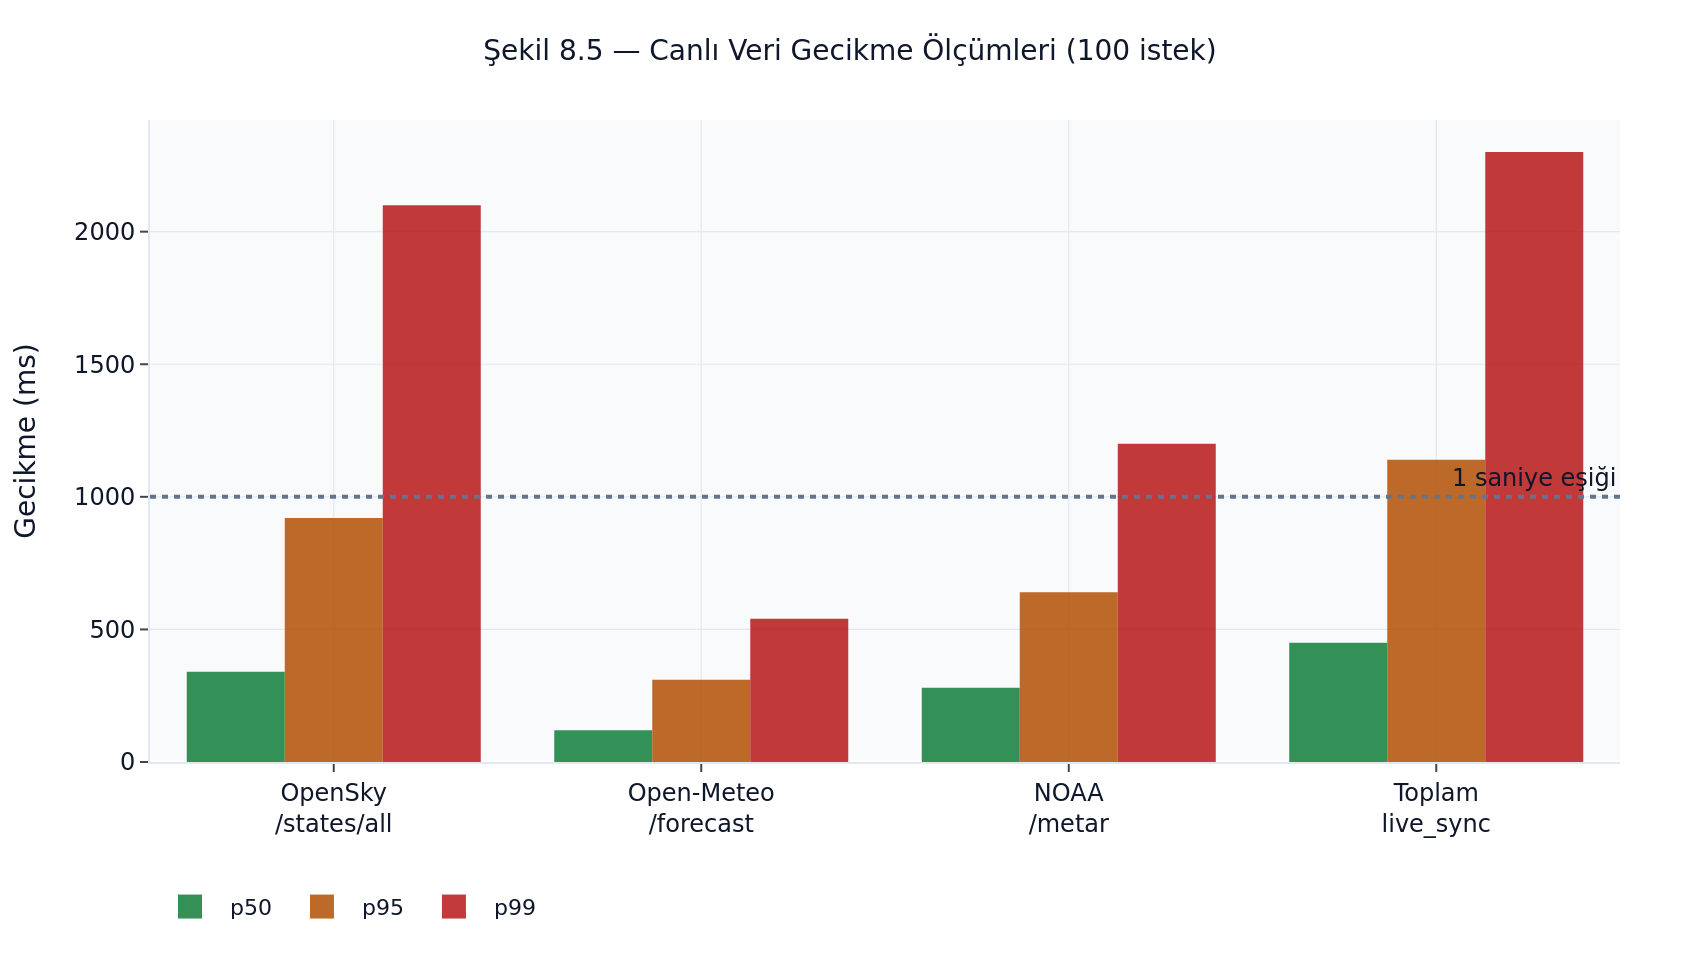 Şekil 8.5 — Canlı Veri Gecikme Ölçümleri (100 istek)
Gecikme (ms)
2000
1500
1000
500
0
1 saniye eşiği
OpenSky
/states/all
Open-Meteo
/forecast
NOAA
/metar
Toplam
live_sync
p50
p95
p99